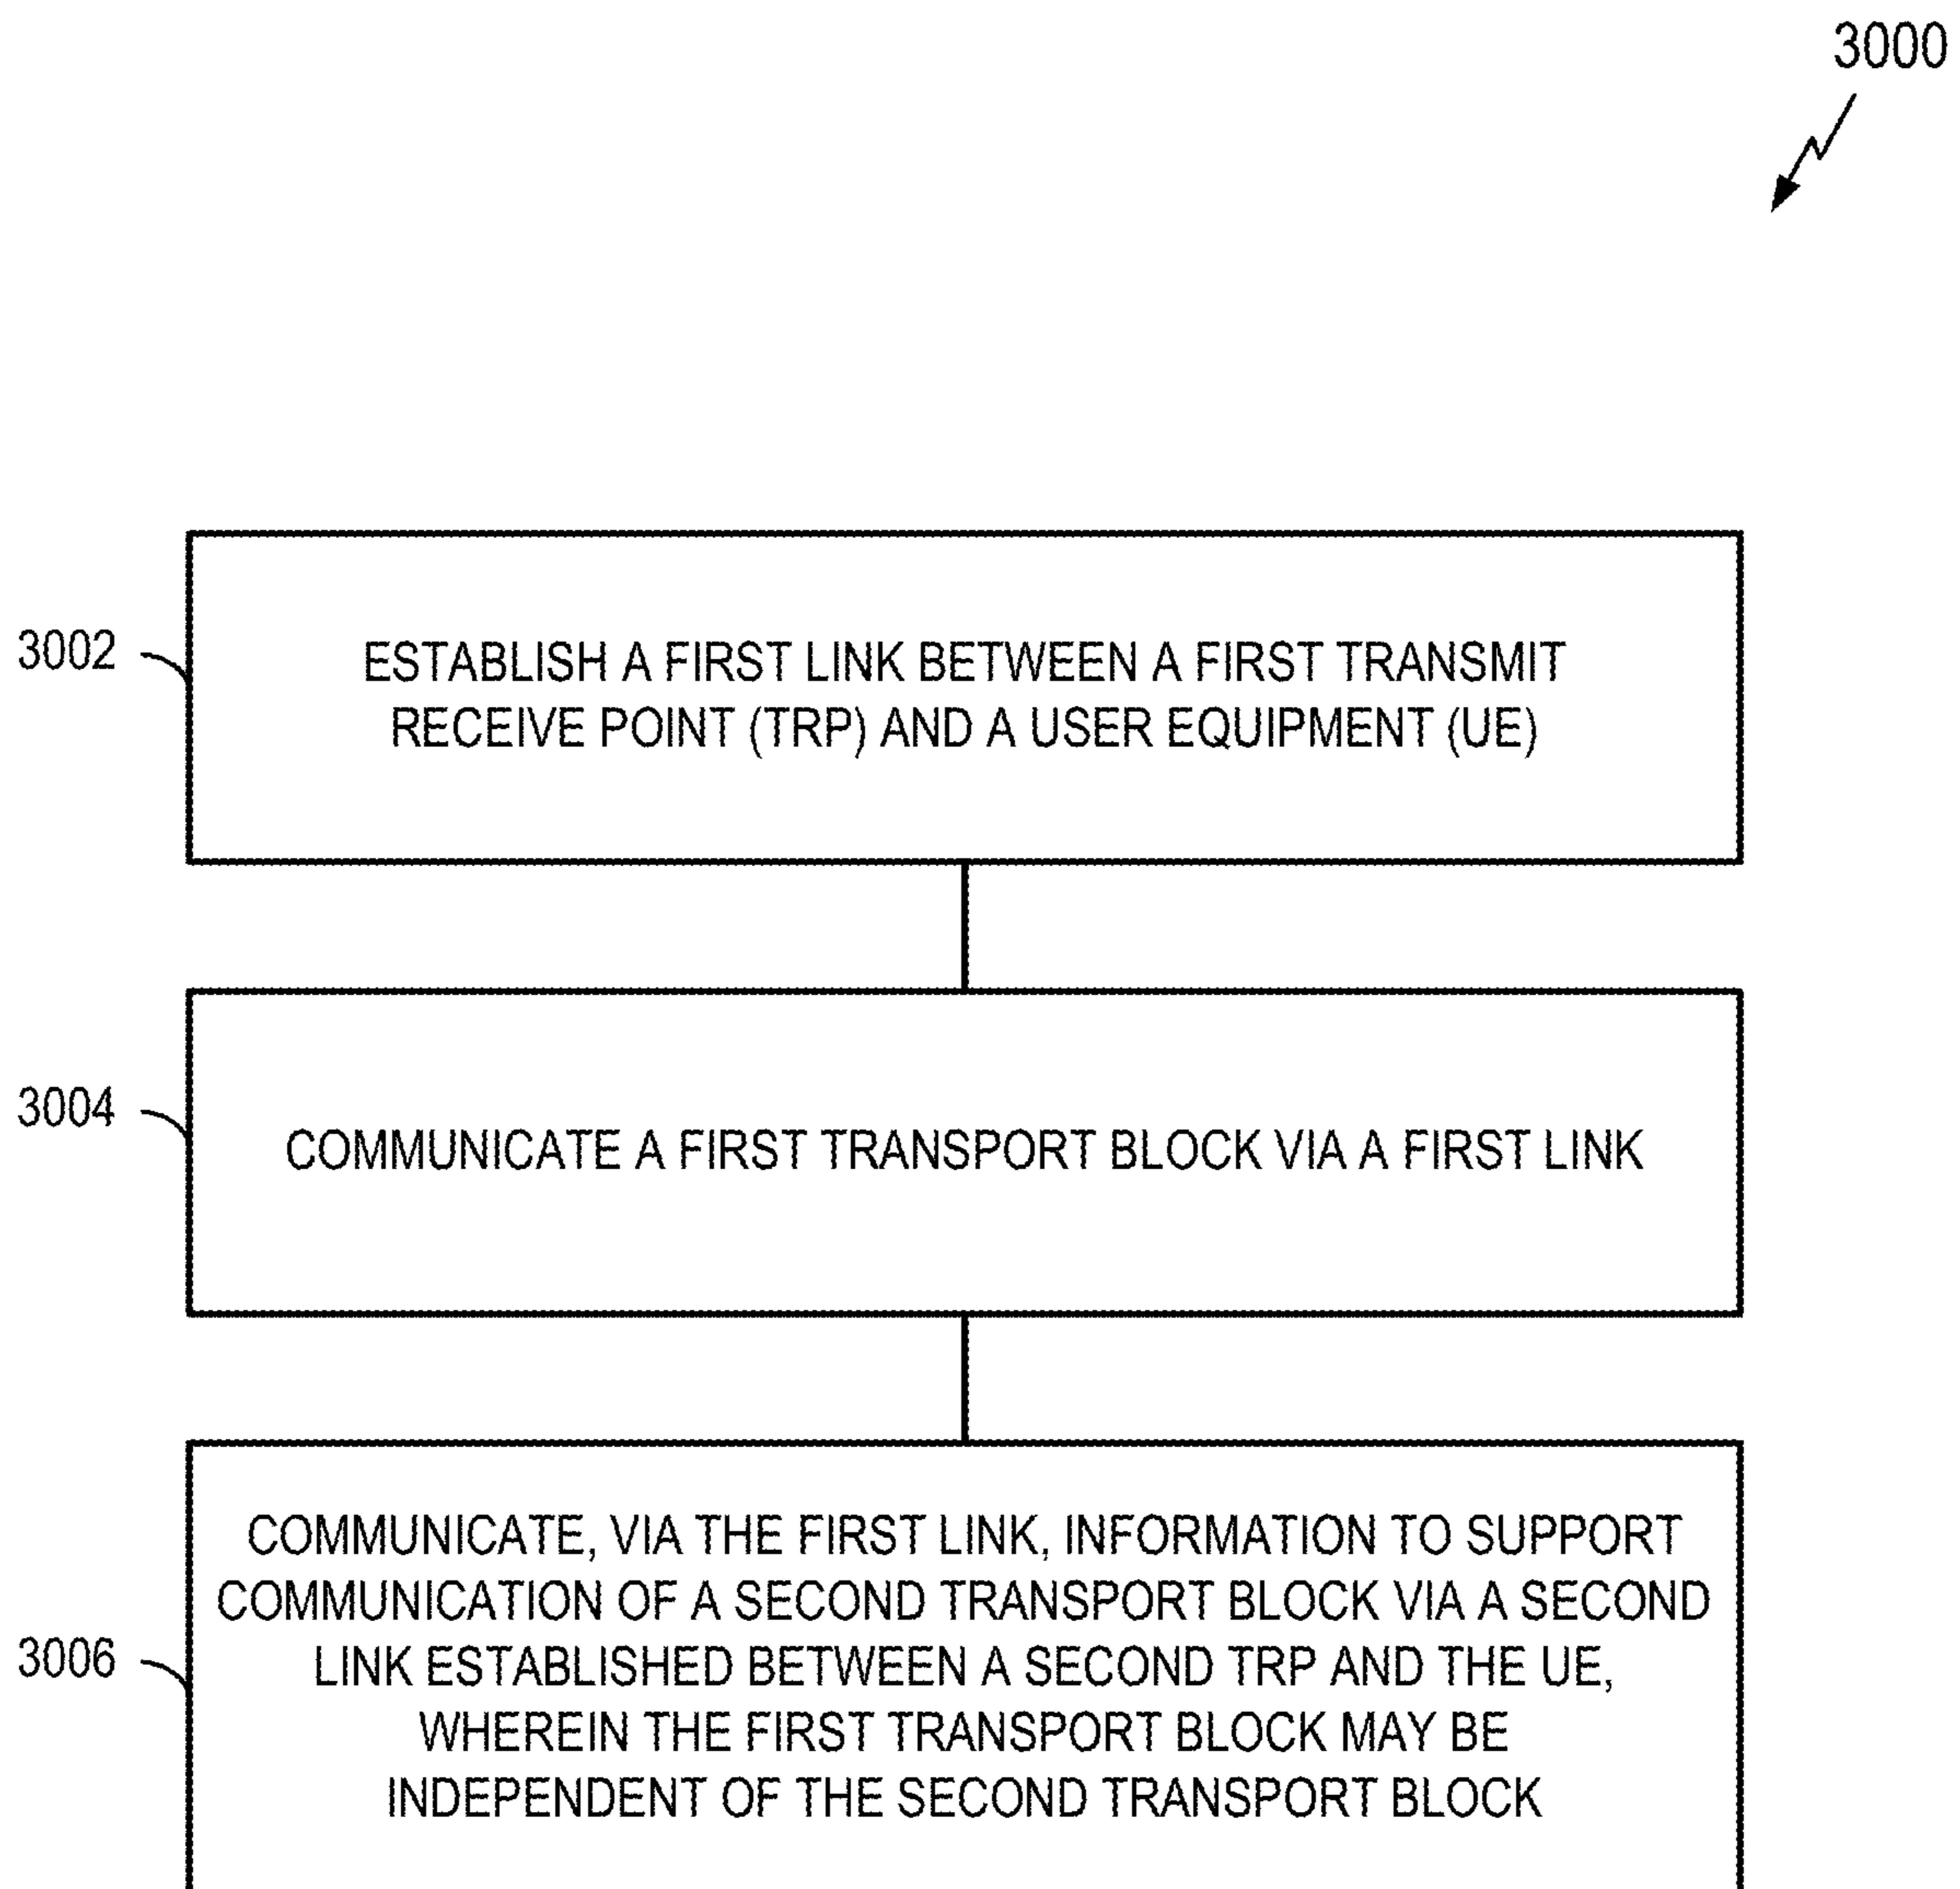 3000
3002
ESTABLISH A FIRST LINK BETWEEN A FIRST TRANSMIT
RECEIVE POINT (TRP) AND A USER EQUIPMENT (UE)
3004
COMMUNICATE A FIRST TRANSPORT BLOCK VIA A FIRST LINK
3006
COMMUNICATE, VIA THE FIRST LINK, INFORMATION TO SUPPORT
COMMUNICATION OF A SECOND TRANSPORT BLOCK VIA A SECOND
LINK ESTABLISHED BETWEEN A SECOND TRP AND THE UE,
WHEREIN THE FIRST TRANSPORT BLOCK MAY BE
INDEPENDENT OF THE SECOND TRANSPORT BLOCK